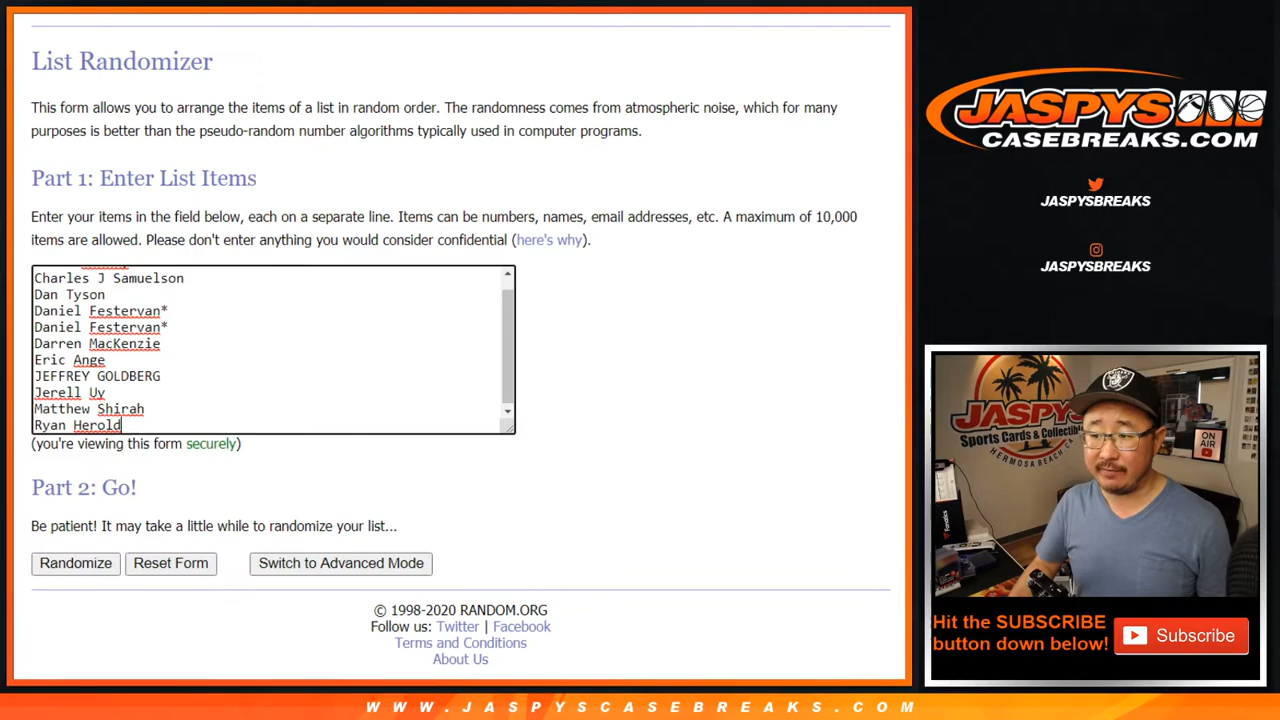 List Randomizer
This form allows you to arrange the items of a list in random order. The randomness comes from atmospheric noise, which for many
purposes is better than the pseudo-random number algorithms typically used in computer programs.
Part 1: Enter List Items
Enter your items in the field below, each on a separate line. Items can be numbers, names, email addresses, etc. A maximum of 10,000
items are allowed. Please don't enter anything you would consider confidential (here's why).
Charles J Samuelson
Dan Tyson
Daniel Festervan*
Daniel Festervan*
Darren MacKenzie
Eric Ange
JEFFREY GOLDBERG
Jerell Uy
Matthew Shirah
Ryan Herold
(you're viewing this form securely)
Part 2: Go!
Be patient! It may take a little while to randomize your list...
Randomize Reset Form Switch to Advanced Mode
© 1998-2020 RANDOM.ORG
Follow us: Twitter | Facebook
Terms and Conditions
About Us
JASPYS
CASEBREAKS.COM
JASPYSBREAKS
JASPYSBREAKS
JASPYS
Sports Cards & Collectibles
HERMOSA BEACH CA
ON
AIR
Fanatics
RAIDERS
Hit the SUBSCRIBE
button down below!
Subscribe
WWW.JASPYSCASEBREAKS.COM